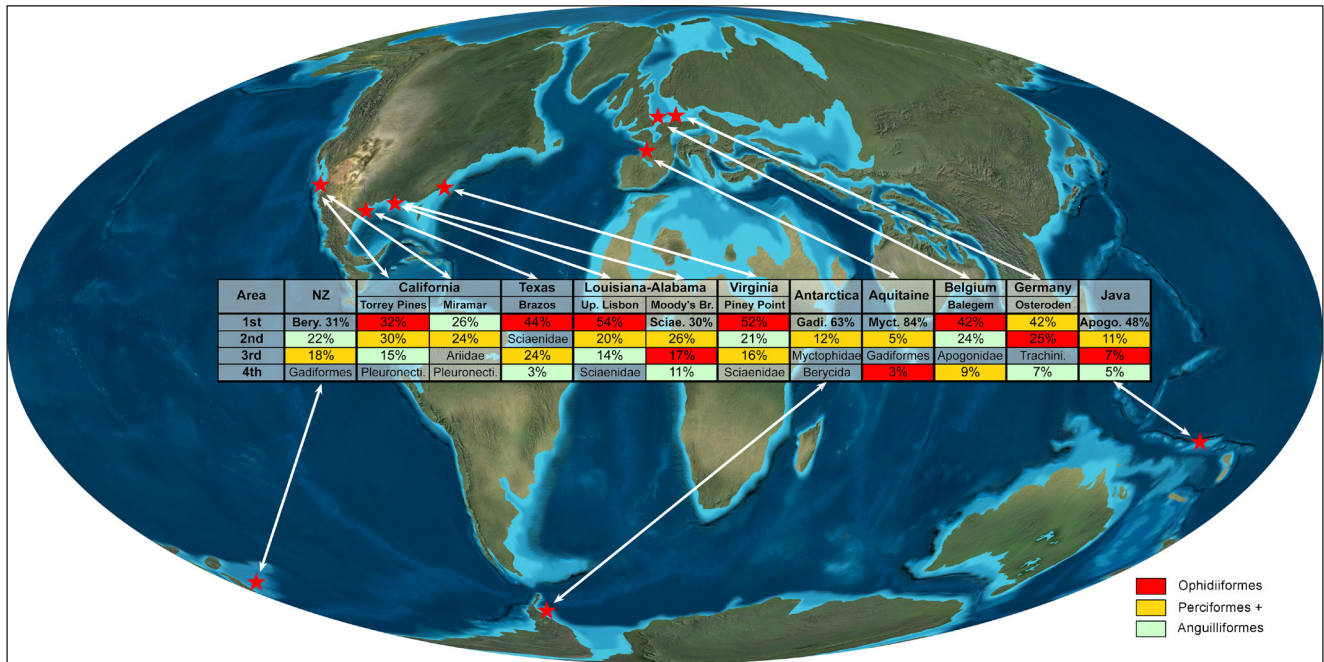 Area NZ California Texas Louisiana-Alabama Virginia Antarctica Aquitaine Belgium Germany Java
Torrey Pines Miramar Brazos Up. Lisbon Moody's Br. Piney Point Balegem Osteroden
1st Bery. 31% 32% 26% 44% 54% Sciae. 30% 52% Gadi. 63% Myct. 84% 42% 42% Apogo. 48%
2nd 22% 30% 24% Sciaenidae 20% 26% 21% 12% 5% 24% 25% 11%
3rd 18% 15% Ariidae 24% 14% 17% 16% Myctophidae Gadiformes Apogonidae Trachini. 7%
4th Gadiformes Pleuronecti. Pleuronecti. 3% Sciaenidae 11% Sciaenidae Berycida 3% 9% 7% 5%
Ophidiiformes
Perciformes +
Anguilliformes